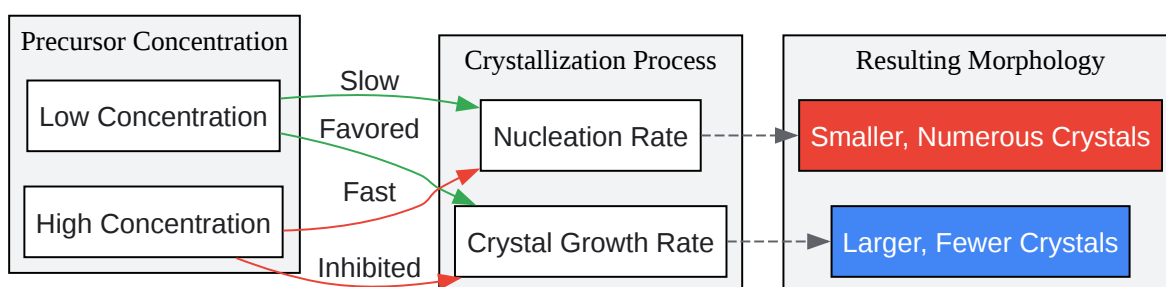 Precursor Concentration
Low Concentration
High Concentration
Slow
Favored
Fast
Inhibited
Crystallization Process
Nucleation Rate
Crystal Growth Rate
Resulting Morphology
Smaller, Numerous Crystals
Larger, Fewer Crystals